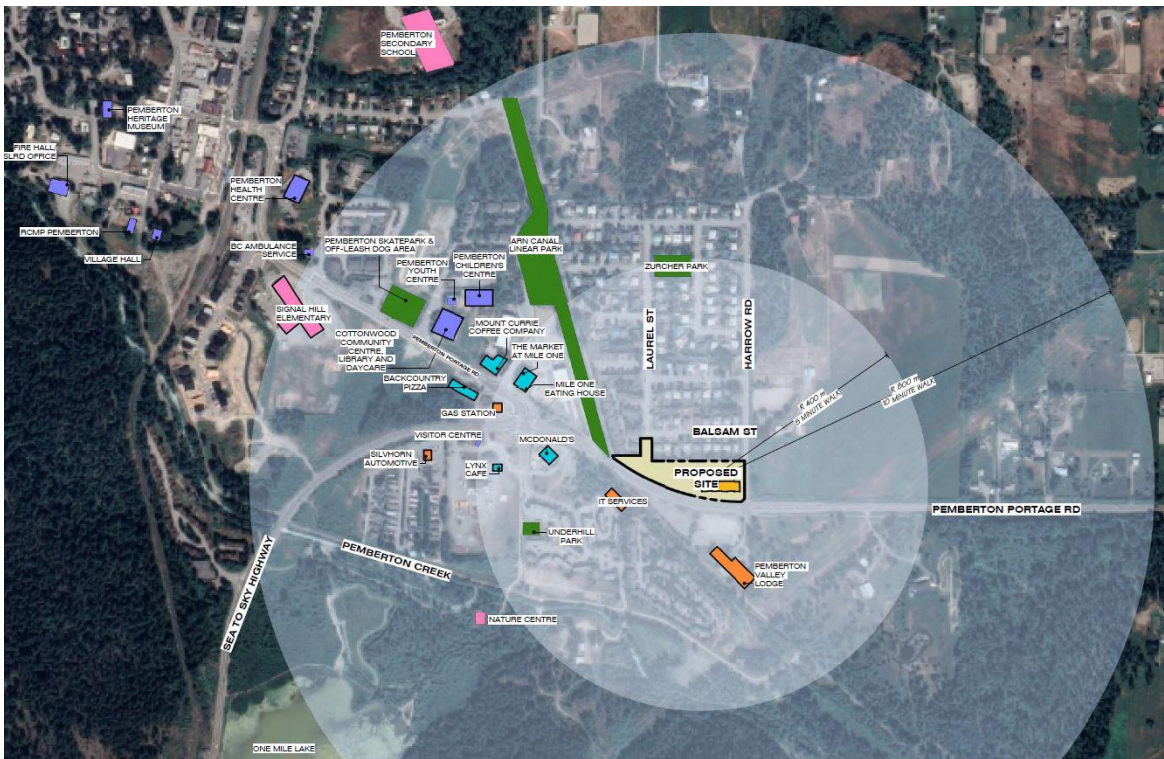 PEMBERTON
SECONDARY
SCHOOL
PEMBERTON
HERITAGE
MUSEUM
FIRE HALL/
SLRD OFFICE
PEMBERTON
HEALTH
CENTRE
RCMP PEMBERTON
VILLAGE HALL
BC AMBULANCE
SERVICE
PEMBERTON SKATEPARK &
OFF-LEASH DOG AREA
PEMBERTON
YOUTH
CENTRE
PEMBERTON
CHILDREN'S
CENTRE
ARN CANAL
LINEAR PARK
ZURCHER PARK
SIGNAL HILL
ELEMENTARY
COTTONWOOD
COMMUNITY
CENTRE,
LIBRARY AND
DAYCARE
PEMBERTON PORTAGE RD
MOUNT CURRIE
COFFEE COMPANY
THE MARKET
AT MILE ONE
MILE ONE
EATING HOUSE
BACKCOUNTRY
PIZZA
GAS STATION
LAUREL ST
HARROW RD
R 400 m
5 MINUTE WALK
R 800 m
10 MINUTE WALK
VISITOR CENTRE
SILVHORN
AUTOMOTIVE
LYNX
CAFE
MCDONALD'S
BALSAM ST
PROPOSED
SITE
IT SERVICES
PEMBERTON PORTAGE RD
UNDERHILL
PARK
PEMBERTON CREEK
SEA TO SKY HIGHWAY
PEMBERTON
VALLEY
LODGE
NATURE CENTRE
ONE MILE LAKE